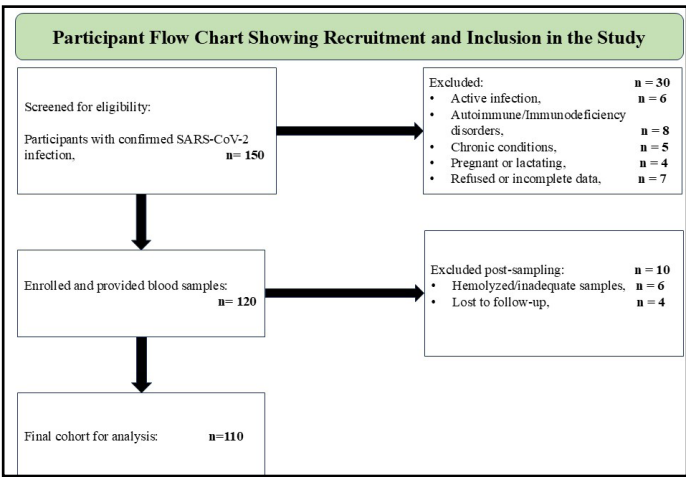 Participant Flow Chart Showing Recruitment and Inclusion in the Study
Screened for eligibility:
Participants with confirmed SARS-CoV-2
infection, n= 150
Excluded: n = 30
• Active infection, n = 6
• Autoimmune/Immunodeficiency
disorders, n = 8
• Chronic conditions, n = 5
• Pregnant or lactating, n = 4
• Refused or incomplete data, n = 7
Enrolled and provided blood samples:
n= 120
Excluded post-sampling: n = 10
• Hemolyzed/inadequate samples, n = 6
• Lost to follow-up, n = 4
Final cohort for analysis: n=110